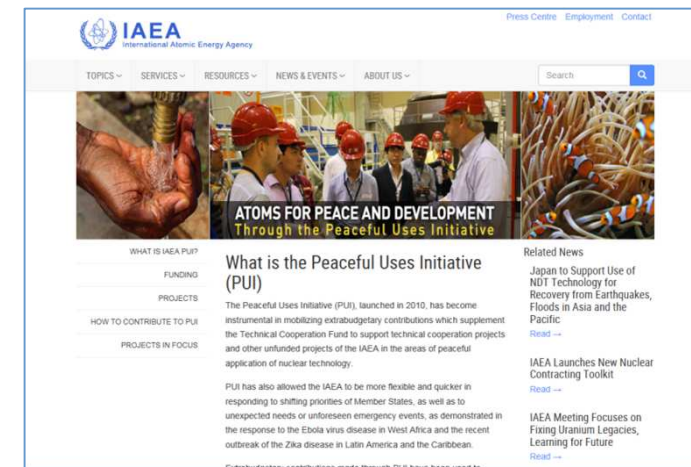 Press Centre Employment Contact
IAEA
International Atomic Energy Agency
TOPICS SERVICES RESOURCES NEWS & EVENTS ABOUT US
Search
ATOMS FOR PEACE AND DEVELOPMENT
Through the Peaceful Uses Initiative
WHAT IS IAEA PUI?
FUNDING
PROJECTS
HOW TO CONTRIBUTE TO PUI
PROJECTS IN FOCUS
What is the Peaceful Uses Initiative
(PUI)
The Peaceful Uses Initiative (PUI), launched in 2010, has become
instrumental in mobilizing extrabudgetary contributions which supplement
the Technical Cooperation Fund to support technical cooperation projects
and other unfunded projects of the IAEA in the areas of peaceful
application of nuclear technology.
PUI has also allowed the IAEA to be more flexible and quicker in
responding to shifting priorities of Member States, as well as to
unexpected needs or unforeseen emergency events, as demonstrated in
the response to the Ebola virus disease in West Africa and the recent
outbreak of the Zika disease in Latin America and the Caribbean.
Extrabudgetary contributions made through PUI have been used to
Related News
Japan to Support Use of
NDT Technology for
Recovery from Earthquakes,
Floods in Asia and the
Pacific
Read →
IAEA Launches New Nuclear
Contracting Toolkit
Read →
IAEA Meeting Focuses on
Fixing Uranium Legacies,
Learning for Future
Read →